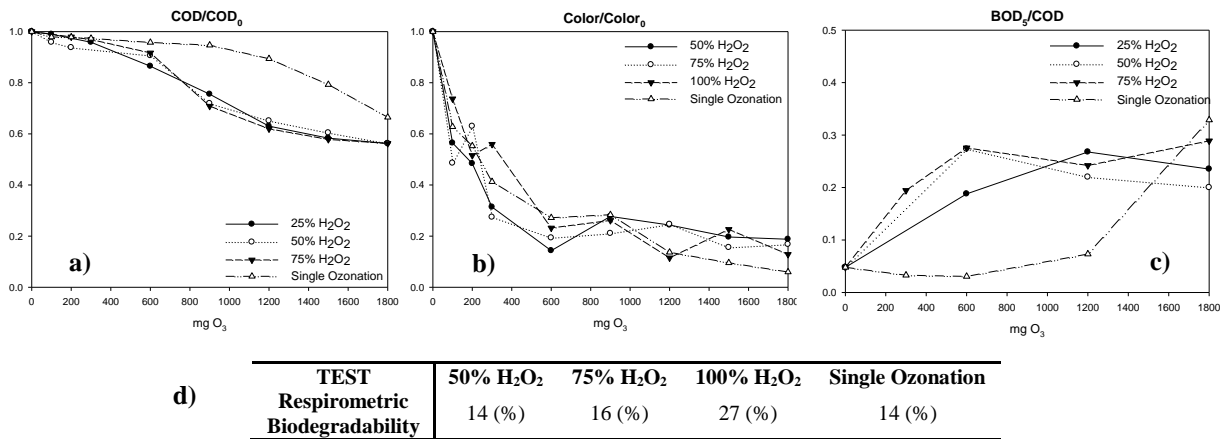 COD/COD₀
1.0
0.8
0.6
0.4
0.2
0.0
25% H₂O₂
50% H₂O₂
75% H₂O₂
Single Ozonation
a)
0 200 400 600 800 1000 1200 1400 1600 1800
mg O₃
Color/Color₀
1.0
0.8
0.6
0.4
0.2
0.0
50% H₂O₂
75% H₂O₂
100% H₂O₂
Single Ozonation
b)
0 200 400 600 800 1000 1200 1400 1600 1800
mg O₃
BOD₅/COD
0.5
0.4
0.3
0.2
0.1
0.0
25% H₂O₂
50% H₂O₂
75% H₂O₂
Single Ozonation
c)
0 200 400 600 800 1000 1200 1400 1600 1800
mg O₃
d)
TEST 50% H₂O₂ 75% H₂O₂ 100% H₂O₂ Single Ozonation
Respirometric
Biodegradability 14 (%) 16 (%) 27 (%) 14 (%)